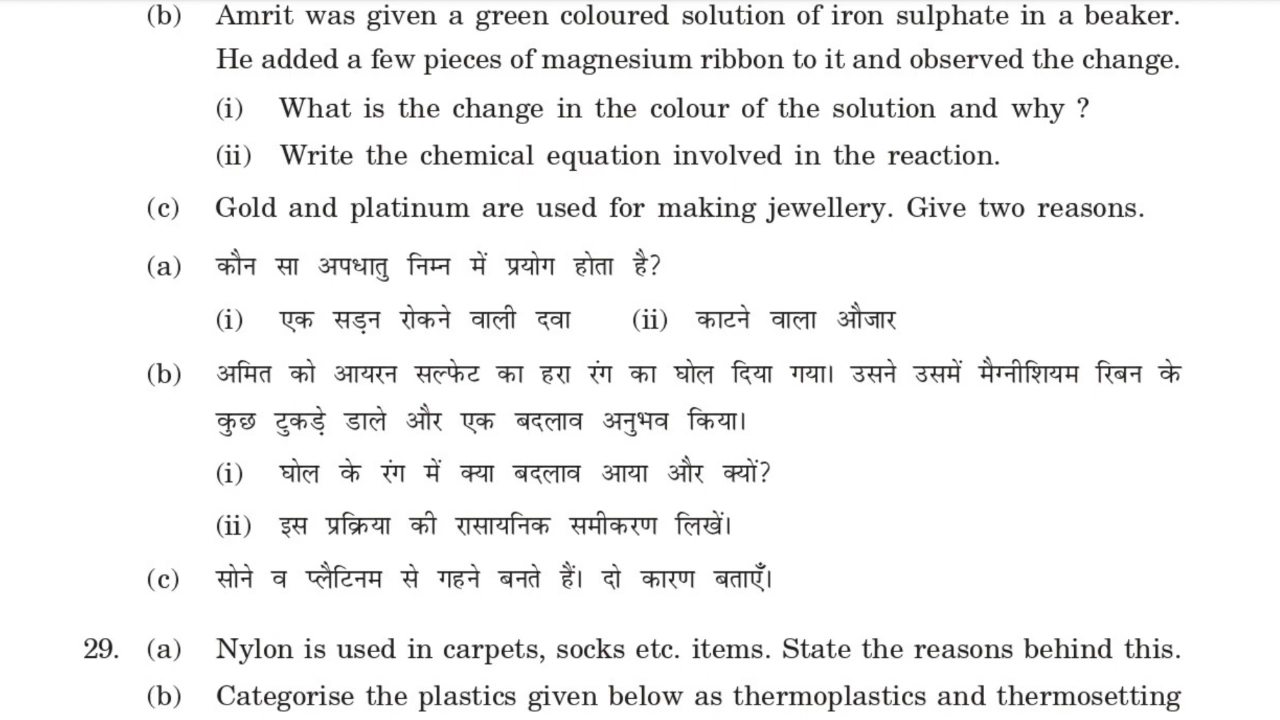 (b) Amrit was given a green coloured solution of iron sulphate in a beaker.
He added a few pieces of magnesium ribbon to it and observed the change.
(i) What is the change in the colour of the solution and why ?
(ii) Write the chemical equation involved in the reaction.
(c) Gold and platinum are used for making jewellery. Give two reasons.
(a) कौन सा अपधातु निम्न में प्रयोग होता है?
(i) एक सड़न रोकने वाली दवा (ii) काटने वाला औजार
(b) अमित को आयरन सल्फेट का हरा रंग का घोल दिया गया। उसने उसमें मैग्नीशियम रिबन के
कुछ टुकड़े डाले और एक बदलाव अनुभव किया।
(i) घोल के रंग में क्या बदलाव आया और क्यों?
(ii) इस प्रक्रिया की रासायनिक समीकरण लिखें।
(c) सोने व प्लैटिनम से गहने बनते हैं। दो कारण बताएँ।
29. (a) Nylon is used in carpets, socks etc. items. State the reasons behind this.
(b) Categorise the plastics given below as thermoplastics and thermosetting